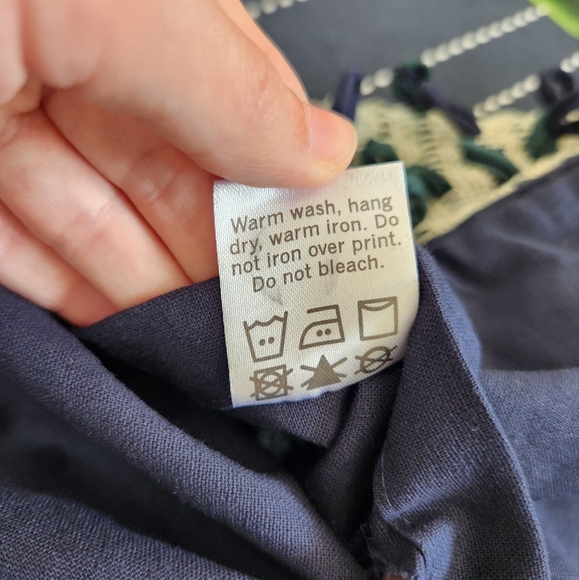 Warm wash, hang
dry, warm iron. Do
not iron over print.
Do not bleach.